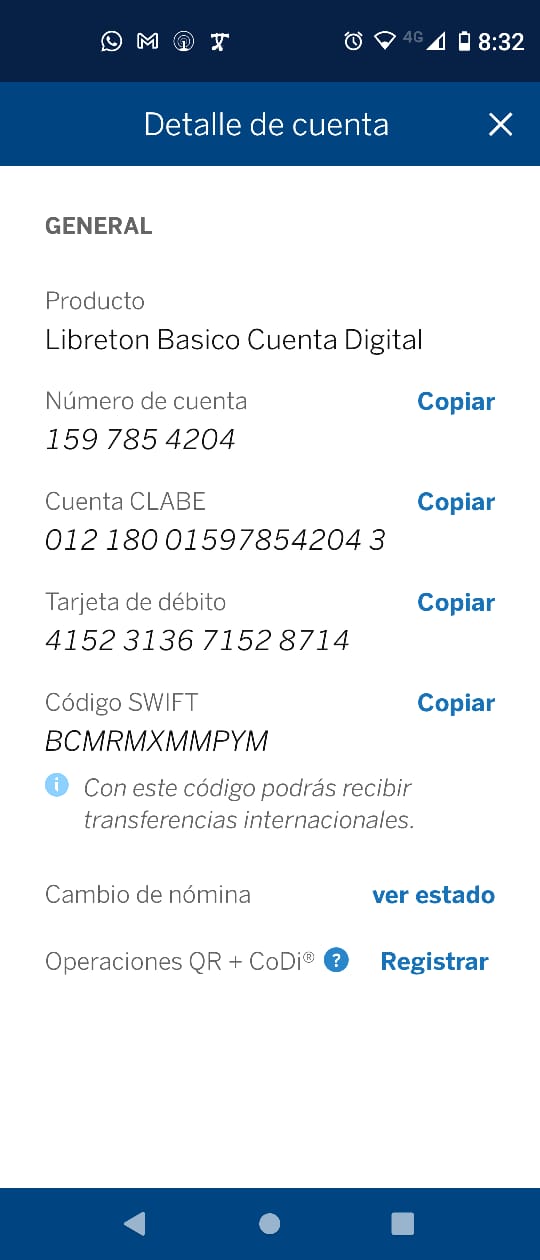 4G 8:32
Detalle de cuenta
GENERAL
Producto
Libreton Basico Cuenta Digital
Número de cuenta Copiar
159 785 4204
Cuenta CLABE Copiar
012 180 01597854204 3
Tarjeta de débito Copiar
4152 3136 7152 8714
Código SWIFT Copiar
BCMRMXMMPYM
Con este código podrás recibir
transferencias internacionales.
Cambio de nómina ver estado
Operaciones QR + CoDi® ? Registrar